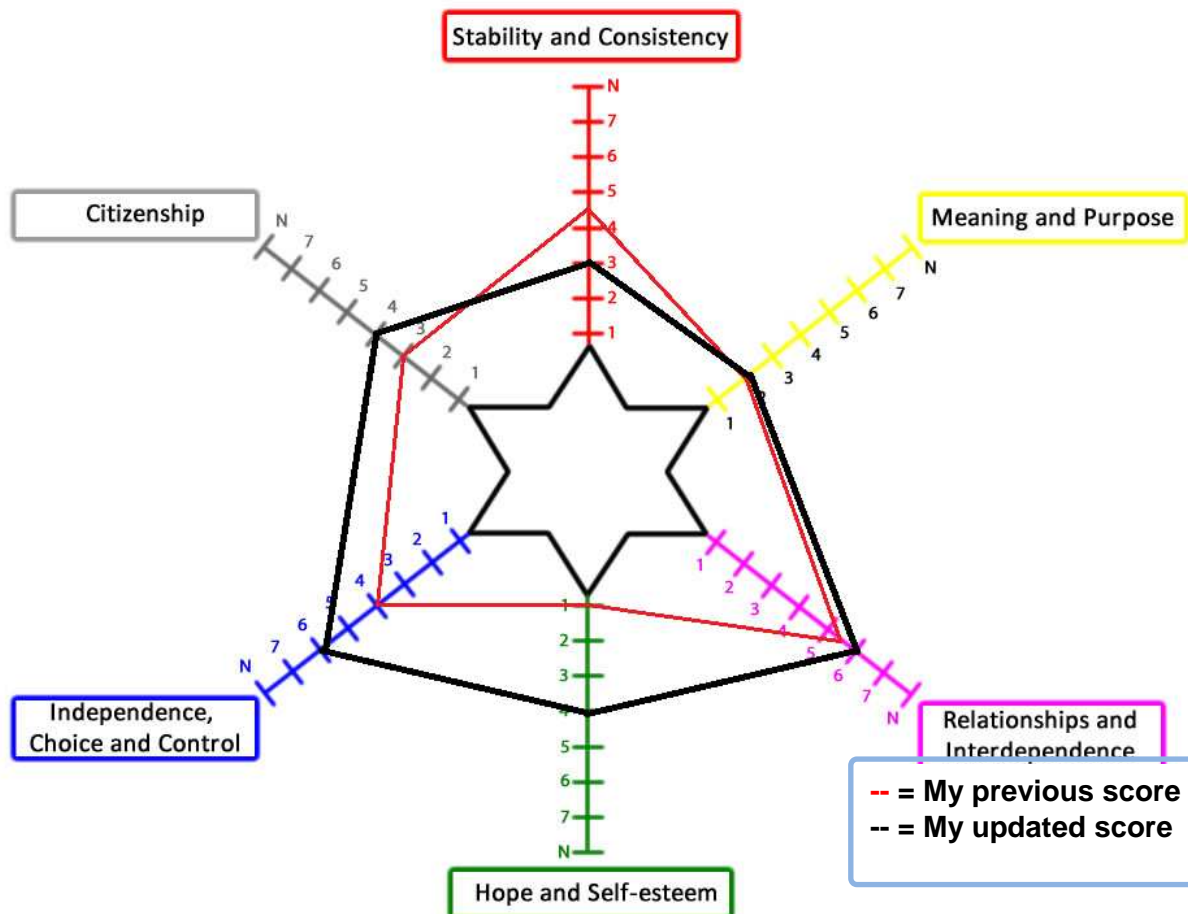 Stability and Consistency
N
7
6
5
4
3
2
1
Citizenship
N
7
6
5
4
3
2
1
Meaning and Purpose
N
7
6
5
4
3
1
1
2
3
4
5
6
7
N
Independence,
Choice and Control
1
2
3
4
5
6
7
N
Relationships and
Interdependence
1
2
3
4
5
6
7
N
Hope and Self-esteem
-- = My previous score
-- = My updated score